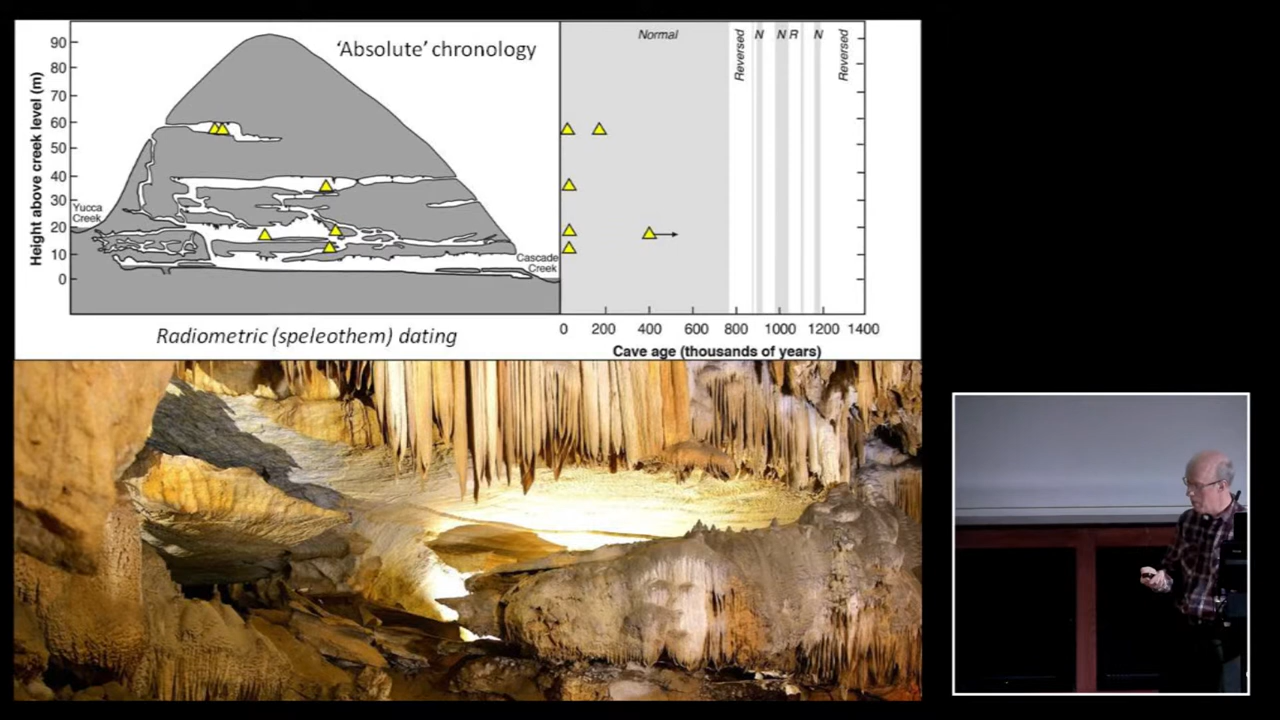 'Absolute' chronology
Height above creek level (m)
90
80
70
60
50
40
30
20
10
0
Yucca
Creek
Cascade
Creek
Radiometric (speleothem) dating
Normal
Reversed
N
N
R
N
Reversed
0 200 400 600 800 1000 1200 1400
Cave age (thousands of years)